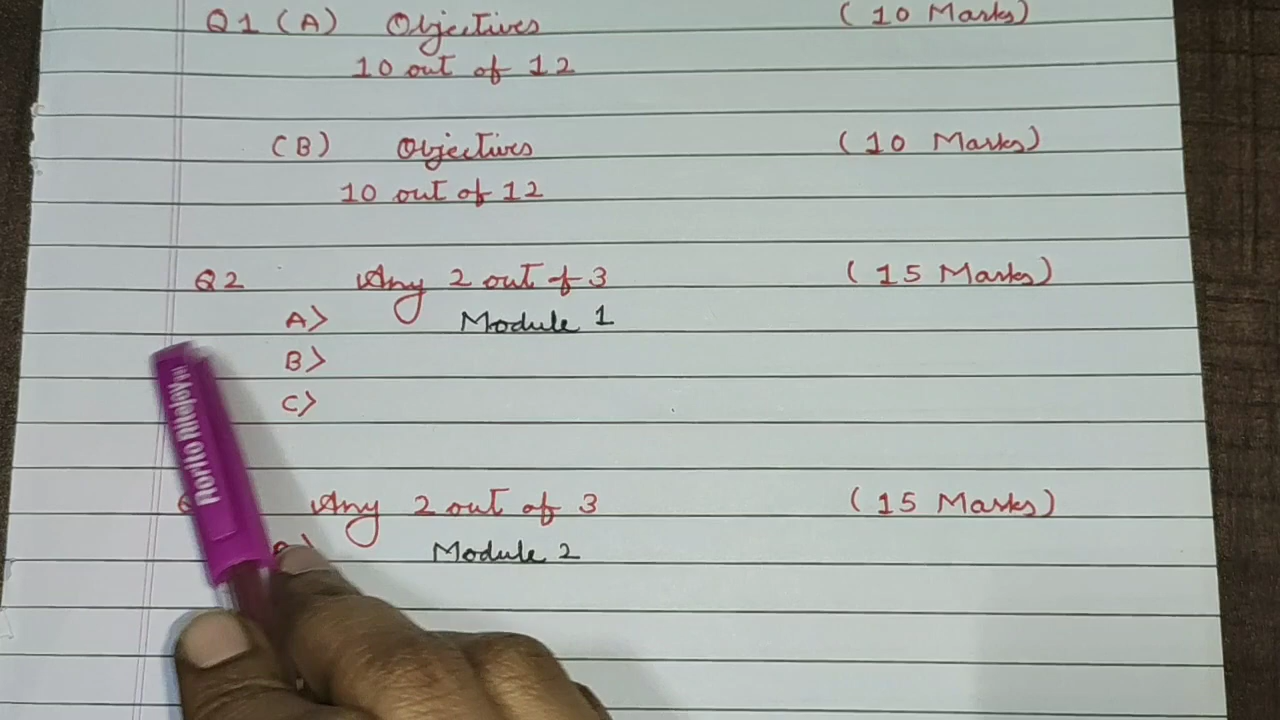 Q1 (A) Objectives (10 Marks)
10 out of 12
(B) Objectives (10 Marks)
10 out of 12
Q2 Any 2 out of 3 (15 Marks)
A> Module 1
B>
C>
Any 2 out of 3 (15 Marks)
Module 2